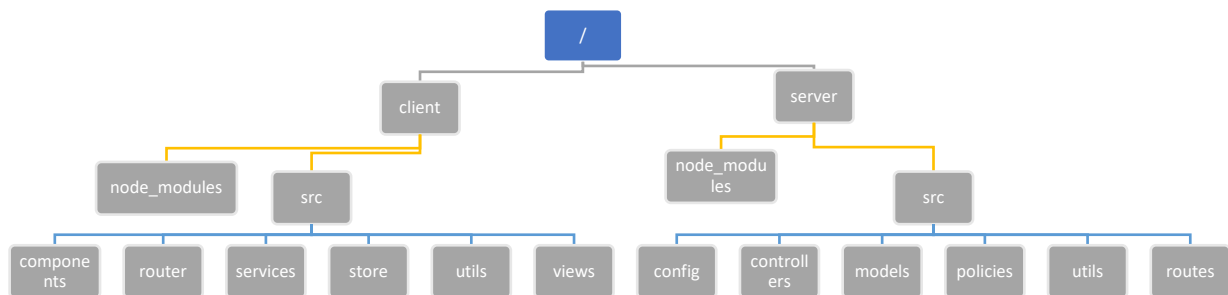 /
client
server
node_modules
src
node_modu
les
src
compone
nts
router
services
store
utils
views
config
controll
ers
models
policies
utils
routes